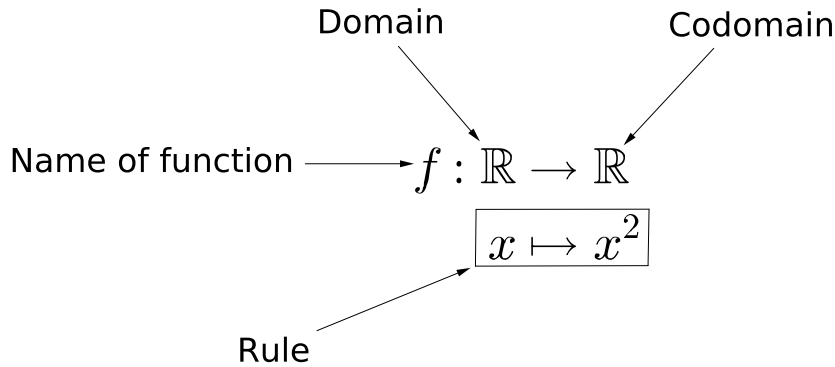 Domain
Codomain
Name of function
f : ℝ → ℝ
x ↦ x²
Rule